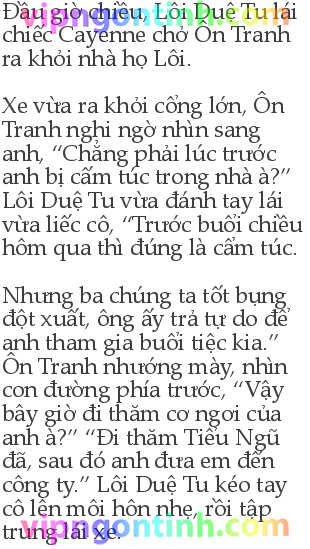 Đầu giờ chiều, Lôi Duệ Tu lái
chiếc Cayenne chở Ôn Tranh
ra khỏi nhà họ Lôi.
Xe vừa ra khỏi cổng lớn, Ôn
Tranh nghi ngờ nhìn sang
anh, “Chẳng phải lúc trước
anh bị cấm túc trong nhà à?”
Lôi Duệ Tu vừa đánh tay lái
vừa liếc cô, “Trước buổi chiều
hôm qua thì đúng là cấm túc.
Nhưng ba chúng ta tốt bụng
đột xuất, ông ấy trả tự do để
anh tham gia buổi tiệc kia.”
Ôn Tranh nhướng mày, nhìn
con đường phía trước, “Vậy
bây giờ đi thăm cơ ngơi của
anh à?” “Đi thăm Tiểu Ngũ
đã, sau đó anh đưa em đến
công ty.” Lôi Duệ Tu kéo tay
cô lên môi hôn nhẹ, rồi tập
trung lái xe.
vipngontinh.com
vipngontinh.com